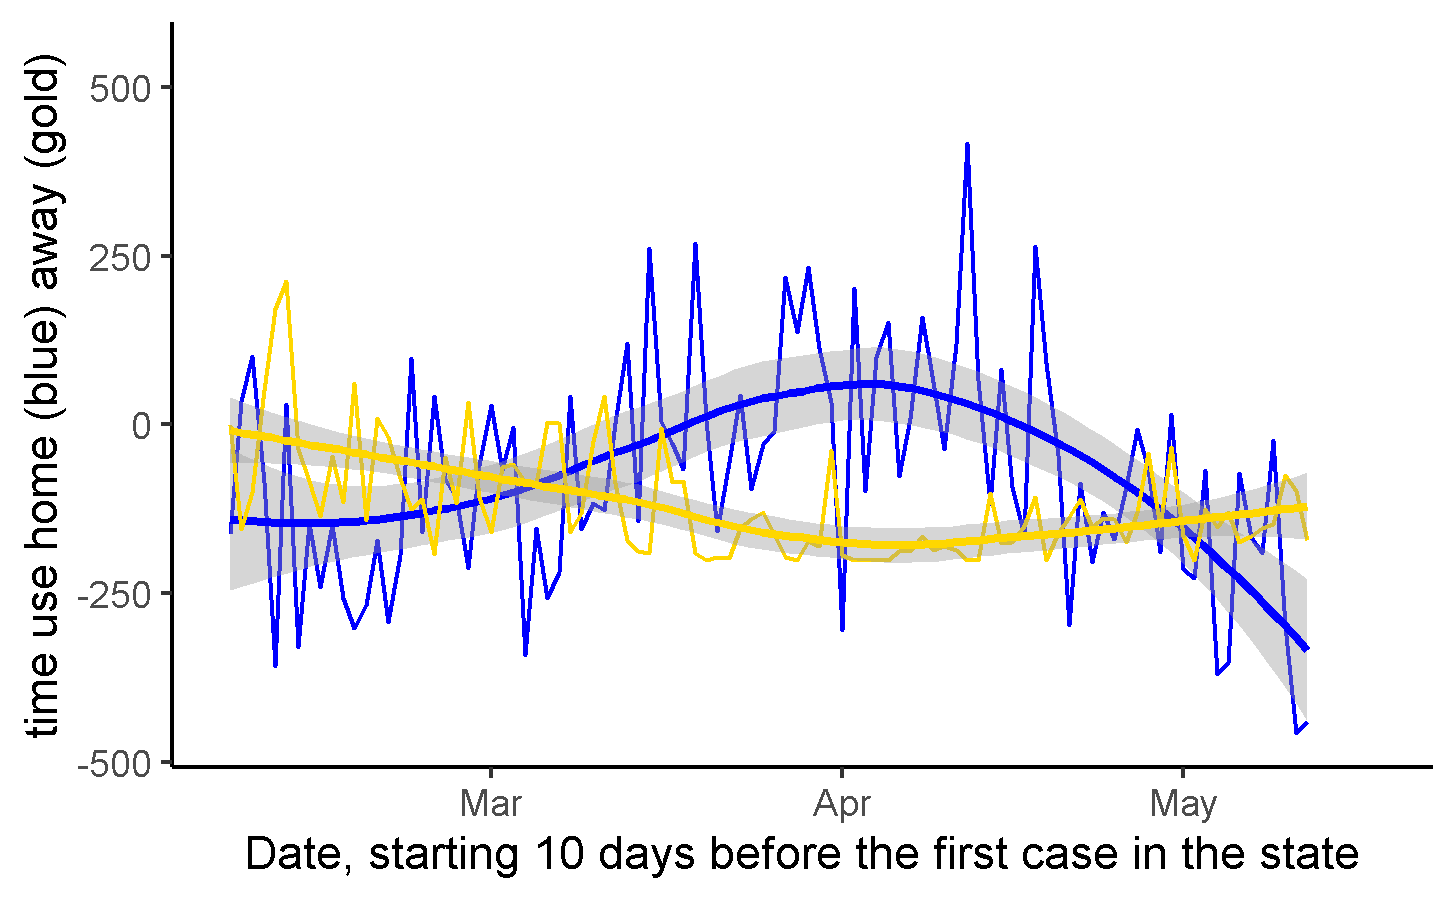 time use home (blue) away (gold)
500
250
0
-250
-500
Mar
Apr
May
Date, starting 10 days before the first case in the state